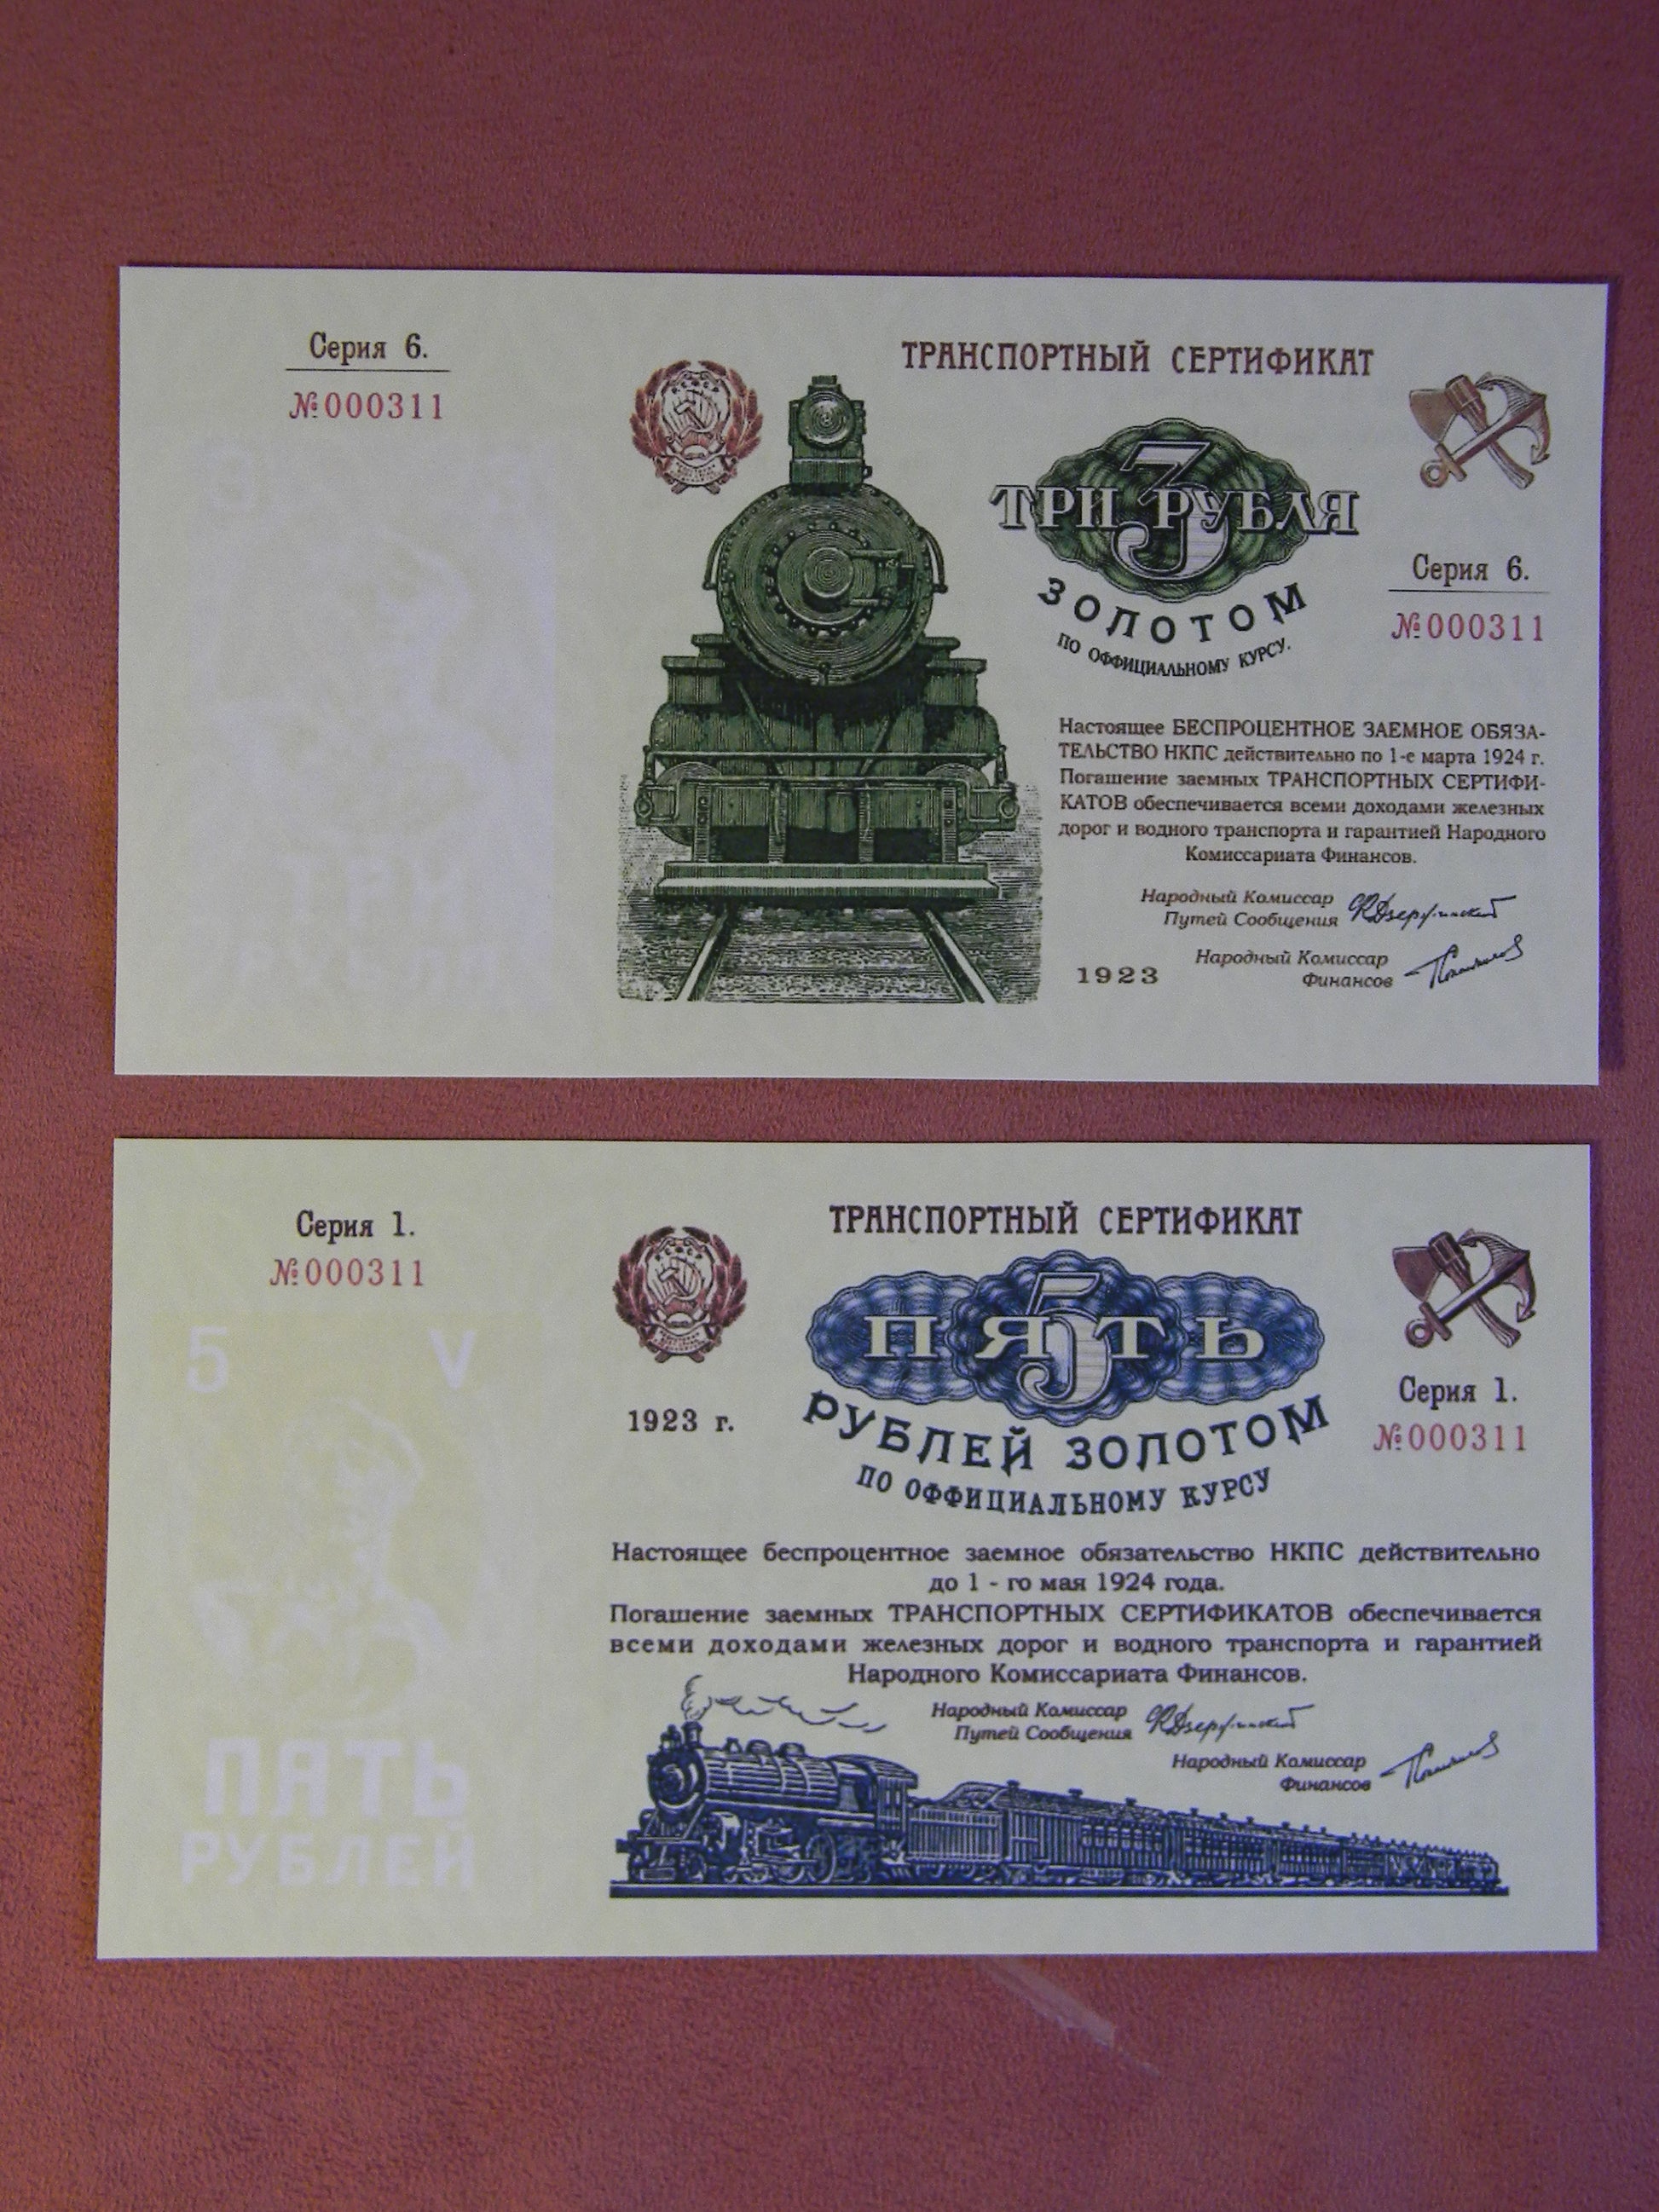 Серия 6.
№000311
ТРАНСПОРТНЫЙ СЕРТИФИКАТ
3
ТРИ РУБЛЯ
ЗОЛОТОМ
ПО ОФФИЦИАЛЬНОМУ КУРСУ.
Серия 6.
№000311
Настоящее БЕСПРОЦЕНТНОЕ ЗАЕМНОЕ ОБЯЗА-
ТЕЛЬСТВО НКПС действительно по 1-е марта 1924 г.
Погашение заемных ТРАНСПОРТНЫХ СЕРТИФИ-
КАТОВ обеспечивается всеми доходами железных
дорог и водного транспорта и гарантией Народного
Комиссариата Финансов.
Народный Комиссар
Путей Сообщения
Народный Комиссар
Финансов
1923
Серия 1.
№000311
5 V
ПЯТЬ
РУБЛЕЙ
ТРАНСПОРТНЫЙ СЕРТИФИКАТ
5
ПЯТЬ
РУБЛЕЙ ЗОЛОТОМ
ПО ОФФИЦИАЛЬНОМУ КУРСУ
1923 г.
Серия 1.
№000311
Настоящее беспроцентное заемное обязательство НКПС действительно
до 1 - го мая 1924 года.
Погашение заемных ТРАНСПОРТНЫХ СЕРТИФИКАТОВ обеспечивается
всеми доходами железных дорог и водного транспорта и гарантией
Народного Комиссариата Финансов.
Народный Комиссар
Путей Сообщения
Народный Комиссар
Финансов